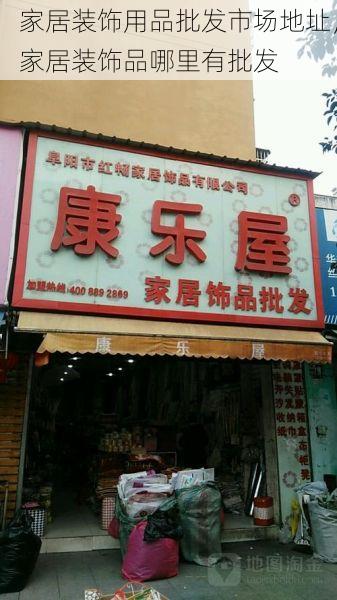 家居装饰用品批发市场地址,
家居装饰品哪里有批发
阜阳市红畅家居饰品有限公司
康乐屋
®
加盟热线 400 889 2869
家居饰品批发
康 乐 屋
地图淘金